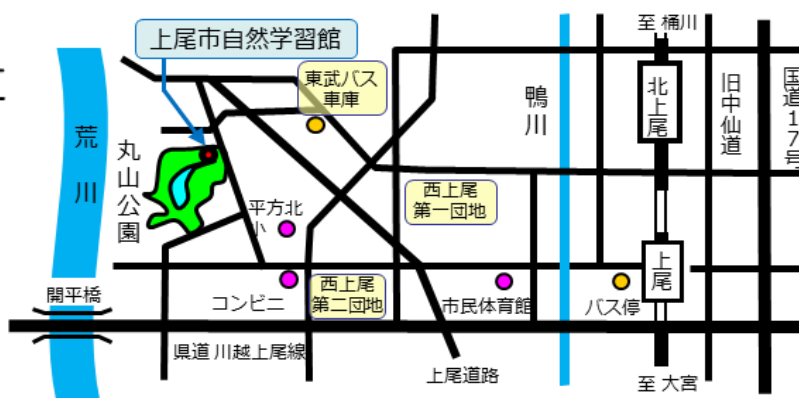 至 桶川
上尾市自然学習館
東武バス
車庫
北上尾
旧中仙道
国道17号
鴨川
荒川
丸山公園
西上尾
第一団地
平方北
小
上尾
開平橋
コンビニ
西上尾
第二団地
市民体育館
バス停
県道 川越上尾線
上尾道路
至 大宮